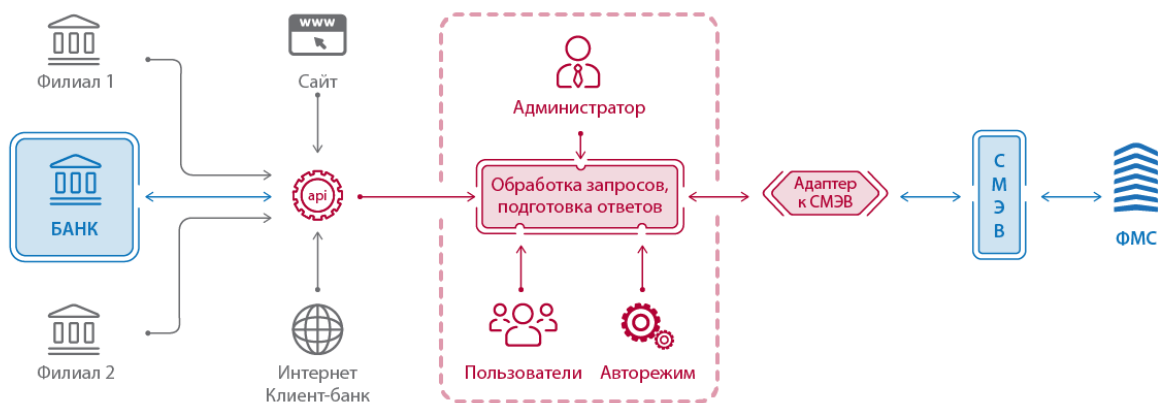 Филиал 1
WWW
Сайт
Администратор
БАНК
api
Обработка запросов,
подготовка ответов
Адаптер
к СМЭВ
С
М
Э
В
ФМС
Филиал 2
Интернет
Клиент-банк
Пользователи
Авторежим